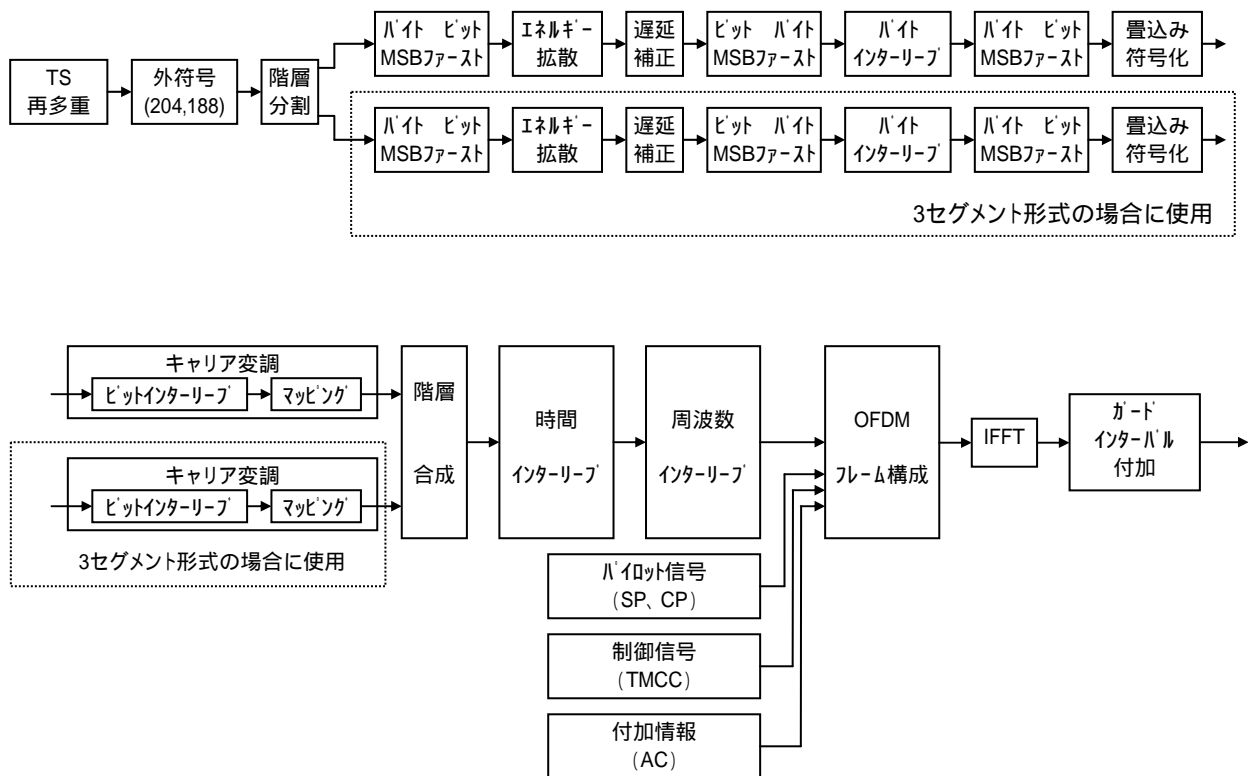 TS
再多重
外符号
(204,188)
階層
分割
バイト ビット
MSBファースト
エネルギー
拡散
遅延
補正
ビット バイト
MSBファースト
バイト
インターリーブ
バイト ビット
MSBファースト
畳込み
符号化
バイト ビット
MSBファースト
エネルギー
拡散
遅延
補正
ビット バイト
MSBファースト
バイト
インターリーブ
バイト ビット
MSBファースト
畳込み
符号化
3セグメント形式の場合に使用
キャリア変調
ビットインターリーブ
マッピング
キャリア変調
ビットインターリーブ
マッピング
3セグメント形式の場合に使用
階層
合成
時間
インターリーブ
周波数
インターリーブ
OFDM
フレーム構成
IFFT
ガード
インターバル
付加
パイロット信号
(SP、CP)
制御信号
(TMCC)
付加情報
(AC)